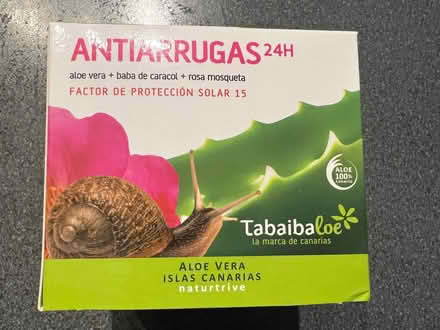 ANTIARRUGAS 24H
aloe vera + baba de caracol + rosa mosqueta
FACTOR DE PROTECCIÓN SOLAR 15
ALOE
100%
Canario
Tabaibaloe
la marca de canarias
ALOE VERA
ISLAS CANARIAS
naturtrive